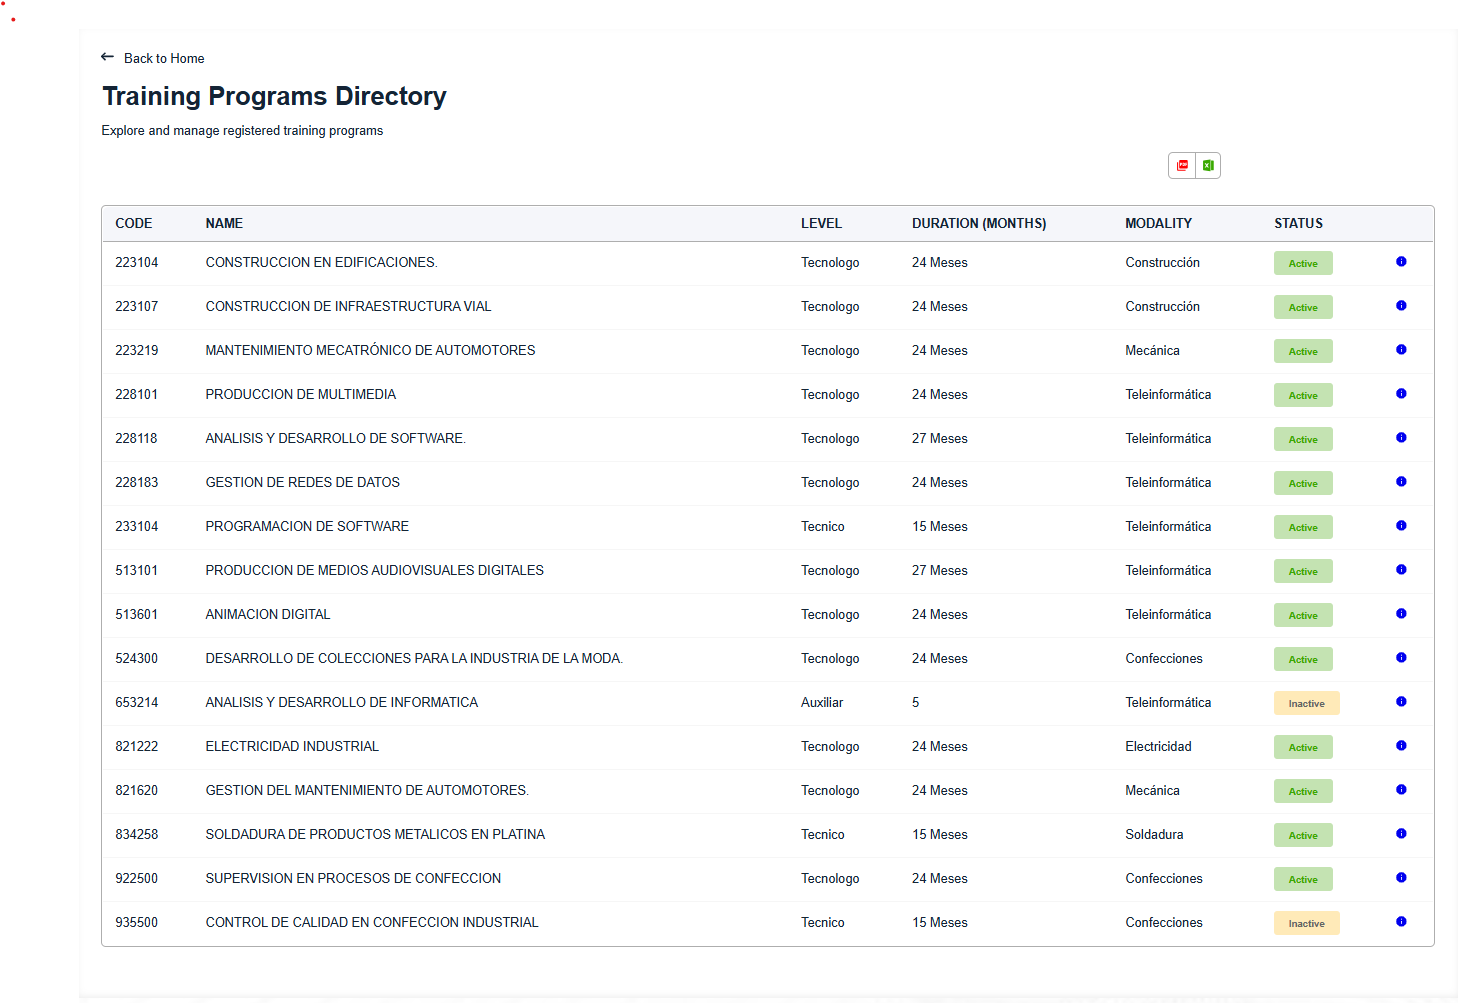 Back to Home
Training Programs Directory
Explore and manage registered training programs
CODE NAME LEVEL DURATION (MONTHS) MODALITY STATUS
223104 CONSTRUCCION EN EDIFICACIONES. Tecnologo 24 Meses Construcción Active
223107 CONSTRUCCION DE INFRAESTRUCTURA VIAL Tecnologo 24 Meses Construcción Active
223219 MANTENIMIENTO MECATRÓNICO DE AUTOMOTORES Tecnologo 24 Meses Mecánica Active
228101 PRODUCCION DE MULTIMEDIA Tecnologo 24 Meses Teleinformática Active
228118 ANALISIS Y DESARROLLO DE SOFTWARE. Tecnologo 27 Meses Teleinformática Active
228183 GESTION DE REDES DE DATOS Tecnologo 24 Meses Teleinformática Active
233104 PROGRAMACION DE SOFTWARE Tecnico 15 Meses Teleinformática Active
513101 PRODUCCION DE MEDIOS AUDIOVISUALES DIGITALES Tecnologo 27 Meses Teleinformática Active
513601 ANIMACION DIGITAL Tecnologo 24 Meses Teleinformática Active
524300 DESARROLLO DE COLECCIONES PARA LA INDUSTRIA DE LA MODA. Tecnologo 24 Meses Confecciones Active
653214 ANALISIS Y DESARROLLO DE INFORMATICA Auxiliar 5 Teleinformática Inactive
821222 ELECTRICIDAD INDUSTRIAL Tecnologo 24 Meses Electricidad Active
821620 GESTION DEL MANTENIMIENTO DE AUTOMOTORES. Tecnologo 24 Meses Mecánica Active
834258 SOLDADURA DE PRODUCTOS METALICOS EN PLATINA Tecnico 15 Meses Soldadura Active
922500 SUPERVISION EN PROCESOS DE CONFECCION Tecnologo 24 Meses Confecciones Active
935500 CONTROL DE CALIDAD EN CONFECCION INDUSTRIAL Tecnico 15 Meses Confecciones Inactive